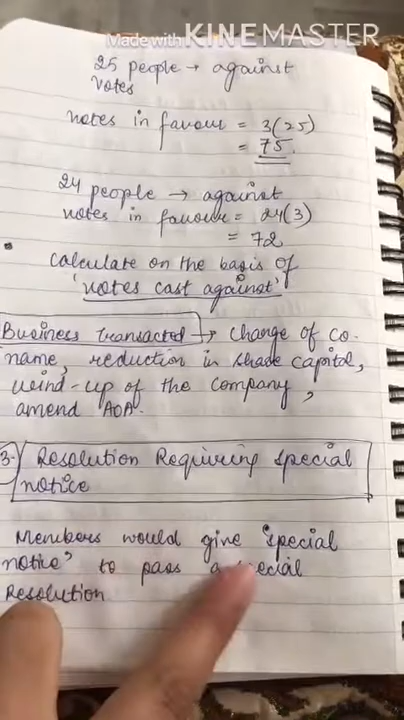 Made with KINEMASTER
25 people → against
votes
votes in favour = 3(25)
= 75.
24 people → against
votes in favour = 24(3)
= 72
• calculate on the basis of
'votes cast against'
Business transacted → Change of Co.
name, reduction in share capital,
wind-up of the company,
amend AOA.
3. Resolution Requiring special
notice
Members would give 'special
notice' to pass a special
Resolution